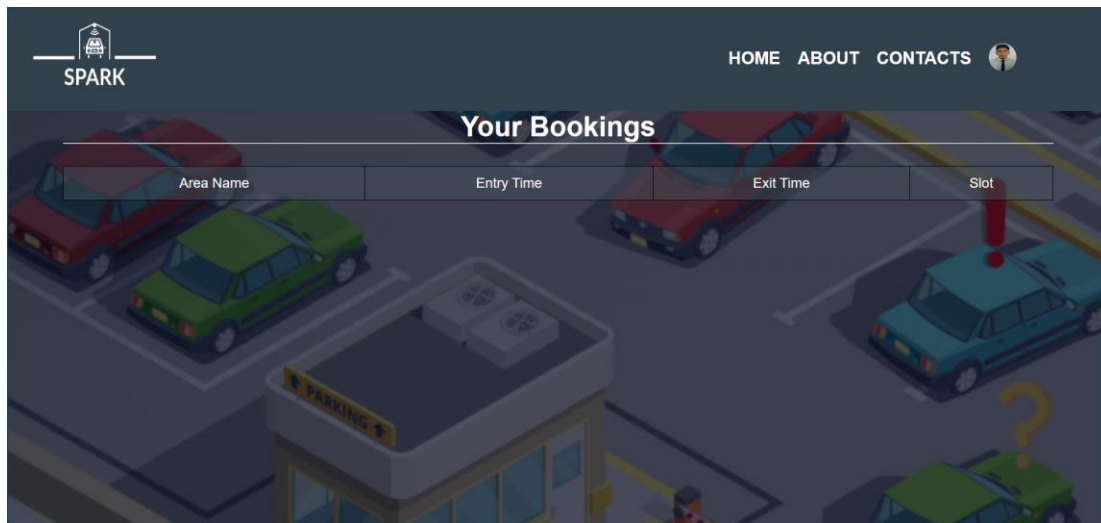 SPARK
HOME ABOUT CONTACTS
Your Bookings
Area Name Entry Time Exit Time Slot
!
PARKING
?